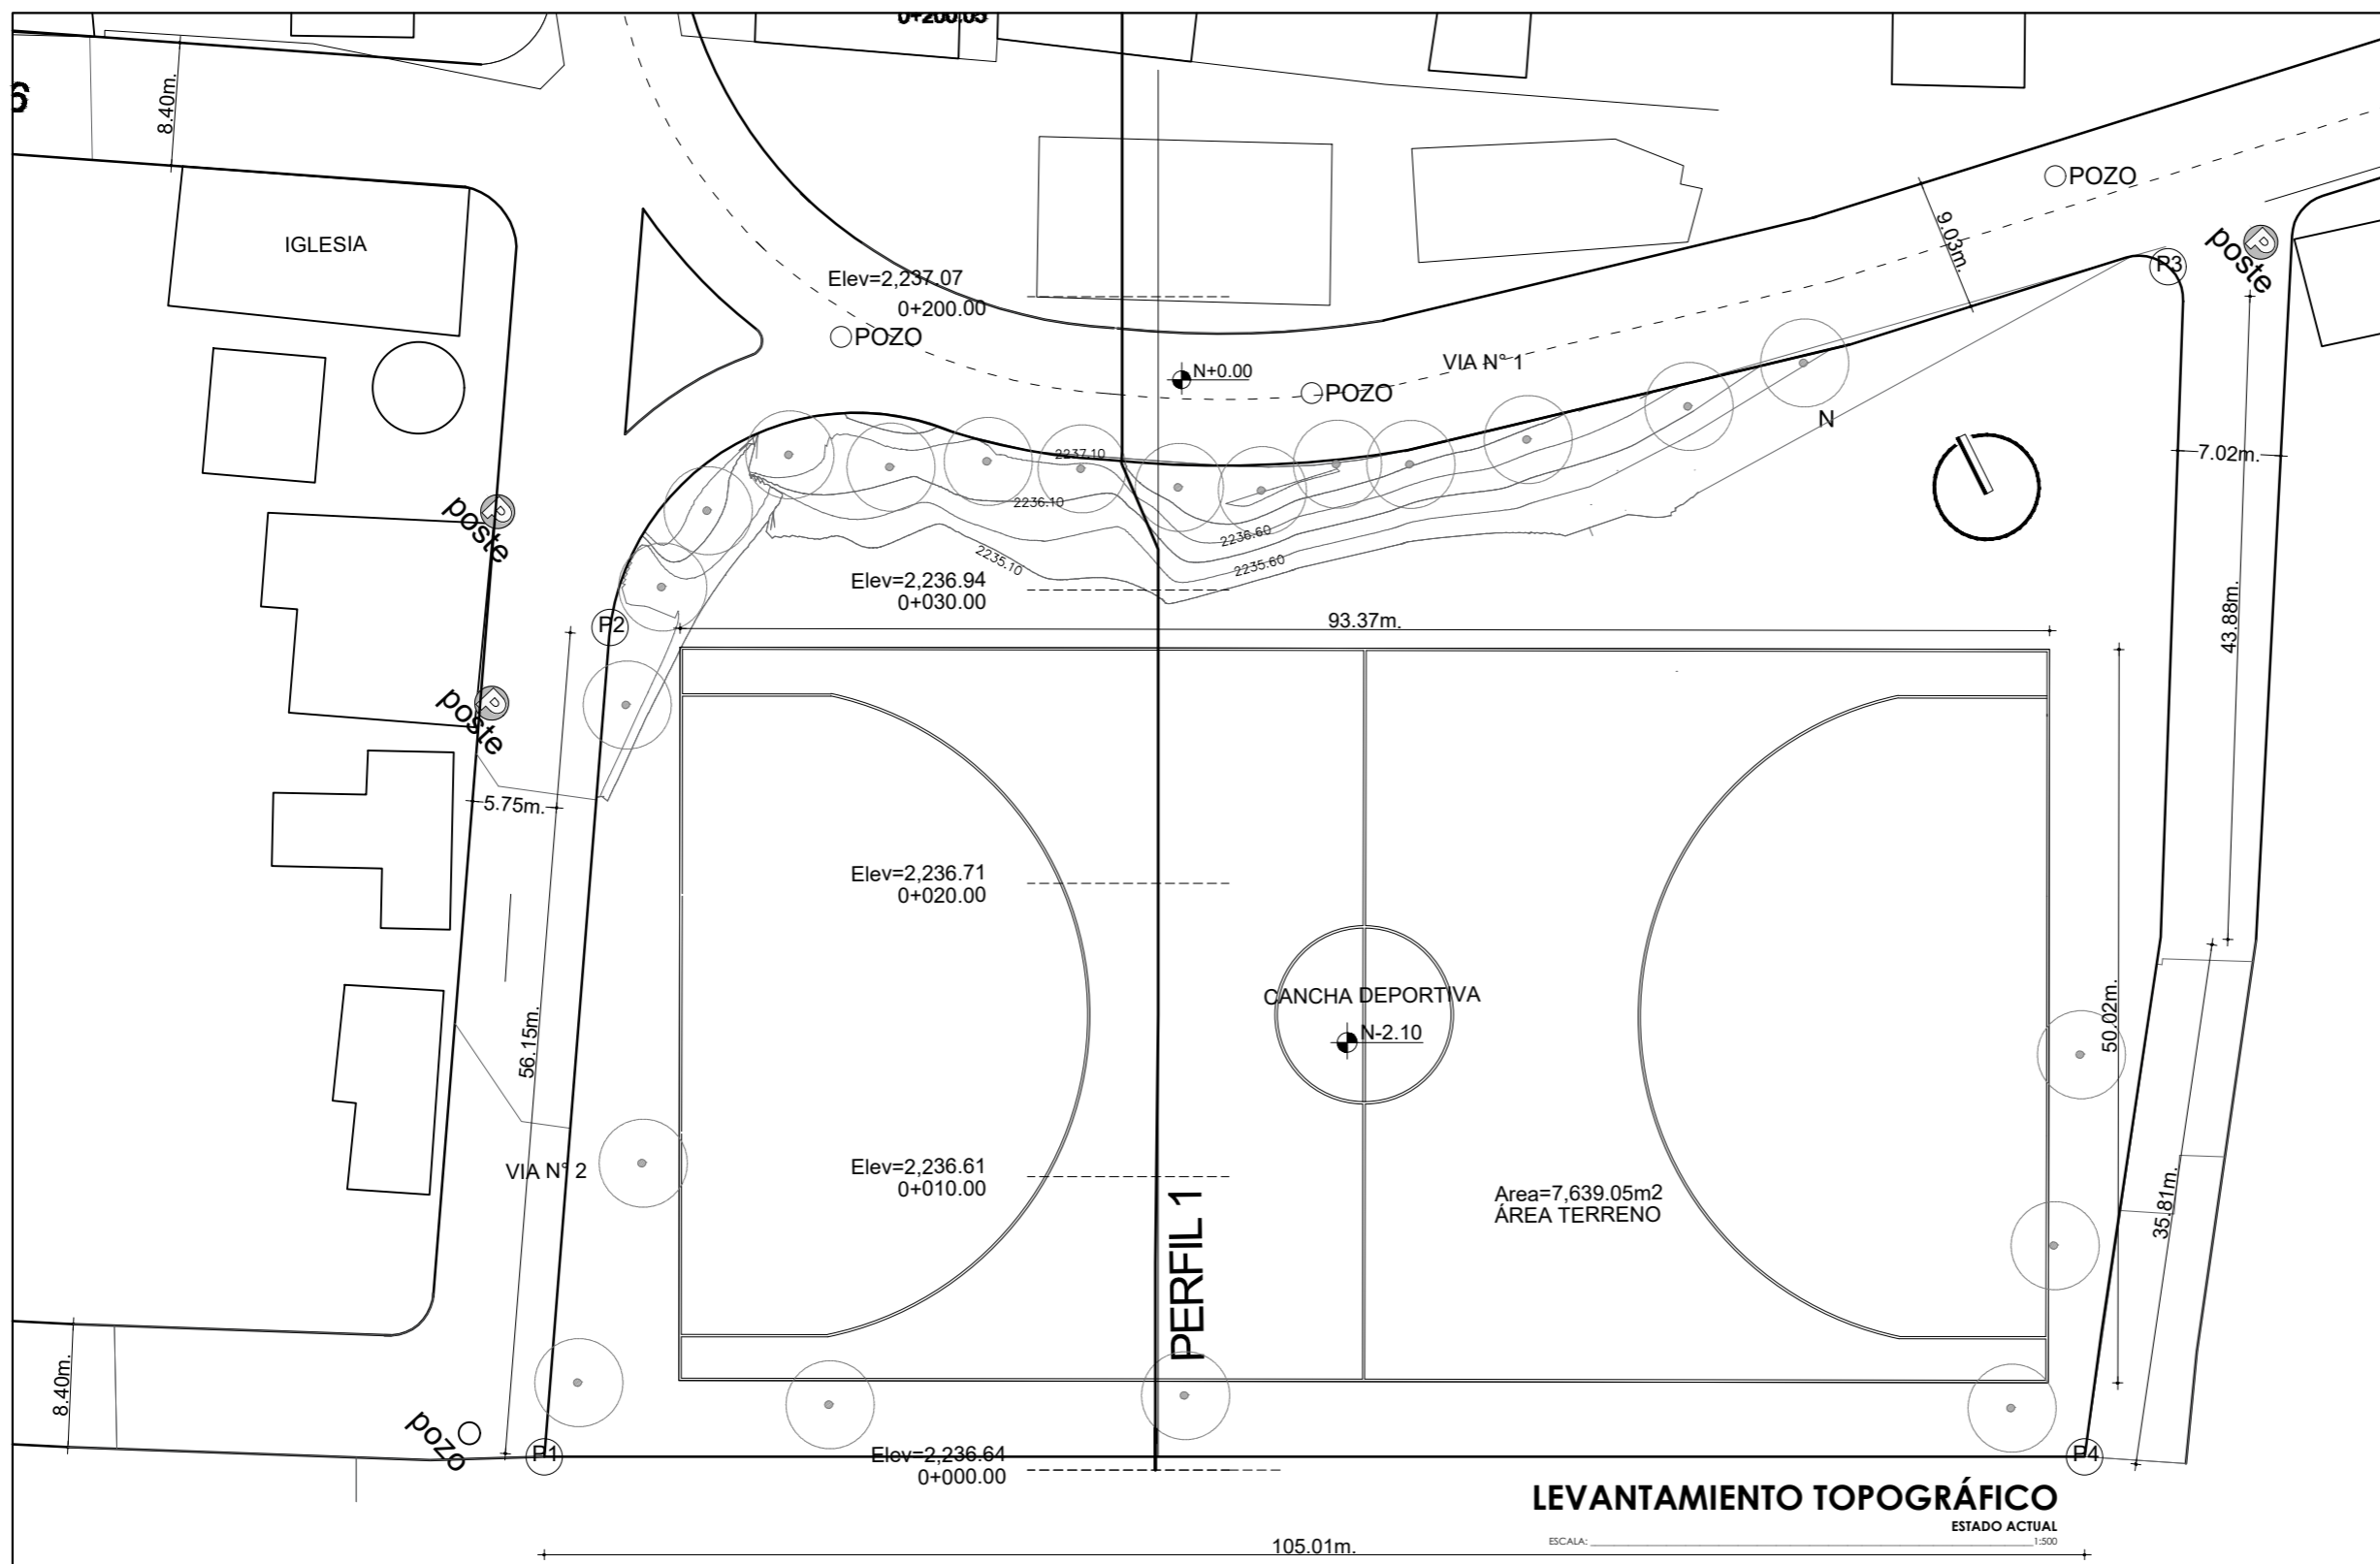 0+200.05
6
8.40m.
POZO
9.03m.
IGLESIA
poste
P
P3
Elev=2,237.07
0+200.00
POZO
N+0.00
VIA N° 1
POZO
N
7.02m.
2237.10
2236.10
2236.60
2235.60
2235.10
poste
P
Elev=2,236.94
0+030.00
P2
93.37m.
43.88m.
poste
P
5.75m.
Elev=2,236.71
0+020.00
CANCHA DEPORTIVA
N-2.10
56.15m.
50.02m.
VIA N° 2
Elev=2,236.61
0+010.00
PERFIL 1
Area=7,639.05m2
ÁREA TERRENO
35.81m.
8.40m.
pozo
P1
Elev=2,236.64
0+000.00
P4
LEVANTAMIENTO TOPOGRÁFICO
ESTADO ACTUAL
ESCALA: 1:500
105.01m.